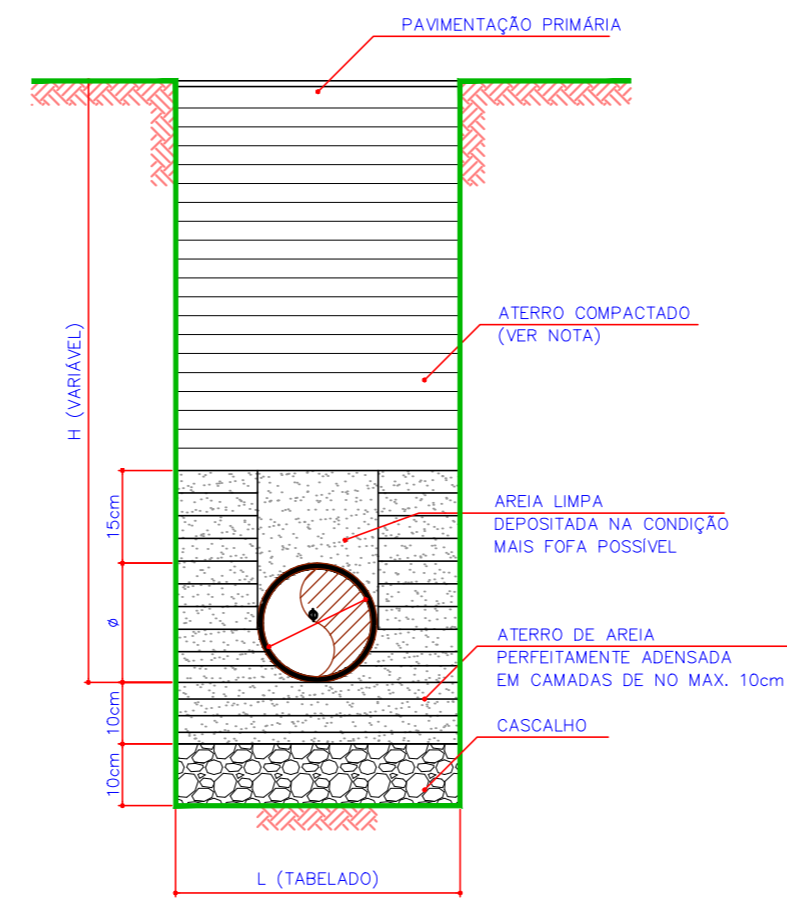 PAVIMENTAÇÃO PRIMÁRIA
ATERRO COMPACTADO
(VER NOTA)
H (VARIÁVEL)
15cm
AREIA LIMPA
DEPOSITADA NA CONDIÇÃO
MAIS FOFA POSSÍVEL
ø
ø
ATERRO DE AREIA
PERFEITAMENTE ADENSADA
EM CAMADAS DE NO MAX. 10cm
10cm
CASCALHO
10cm
L (TABELADO)